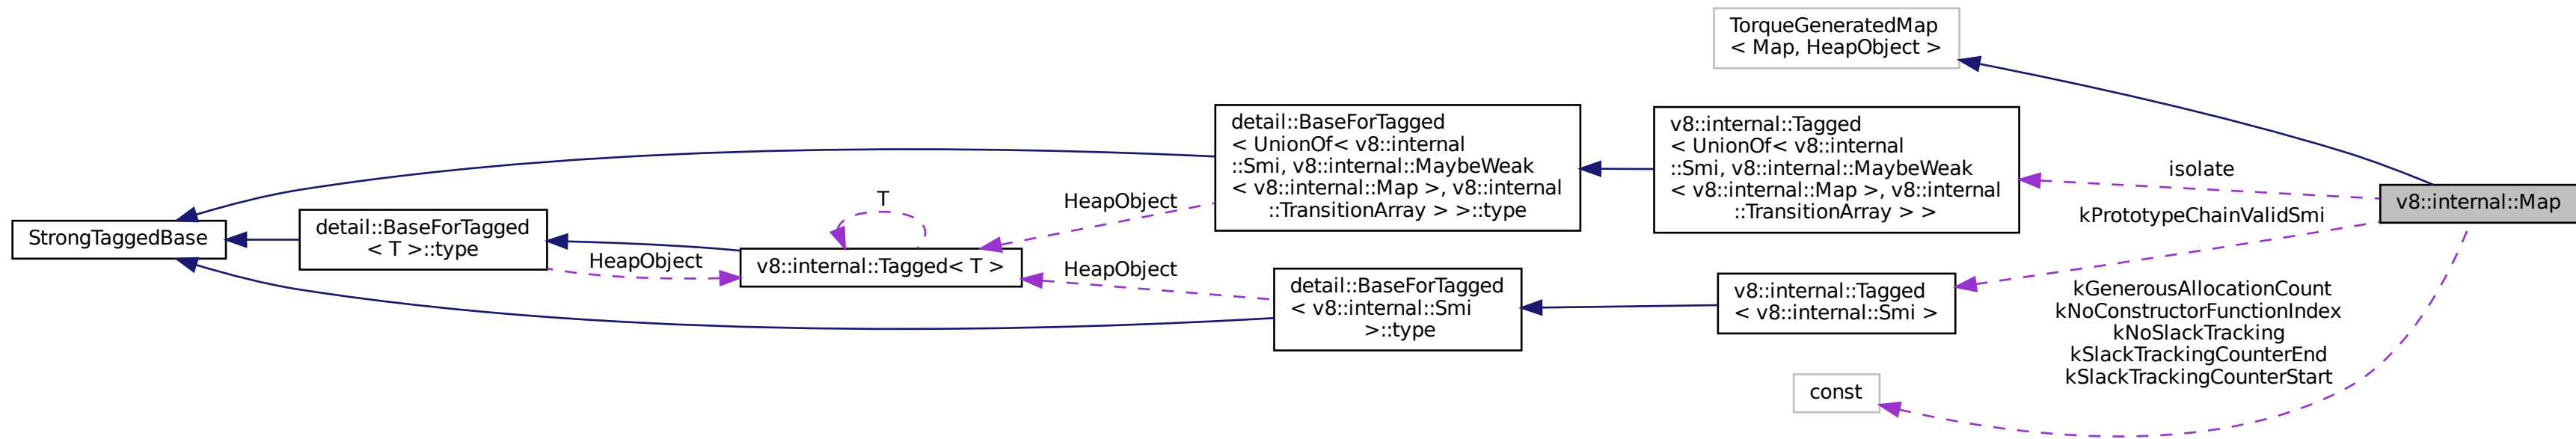 TorqueGeneratedMap
< Map, HeapObject >
detail::BaseForTagged
< UnionOf< v8::internal
::Smi, v8::internal::MaybeWeak
< v8::internal::Map >, v8::internal
::TransitionArray > >::type
v8::internal::Tagged
< UnionOf< v8::internal
::Smi, v8::internal::MaybeWeak
< v8::internal::Map >, v8::internal
::TransitionArray > >
isolate
v8::internal::Map
kPrototypeChainValidSmi
T
HeapObject
StrongTaggedBase
detail::BaseForTagged
< T >::type
HeapObject
v8::internal::Tagged< T >
HeapObject
detail::BaseForTagged
< v8::internal::Smi
>::type
v8::internal::Tagged
< v8::internal::Smi >
kGenerousAllocationCount
kNoConstructorFunctionIndex
kNoSlackTracking
kSlackTrackingCounterEnd
kSlackTrackingCounterStart
const